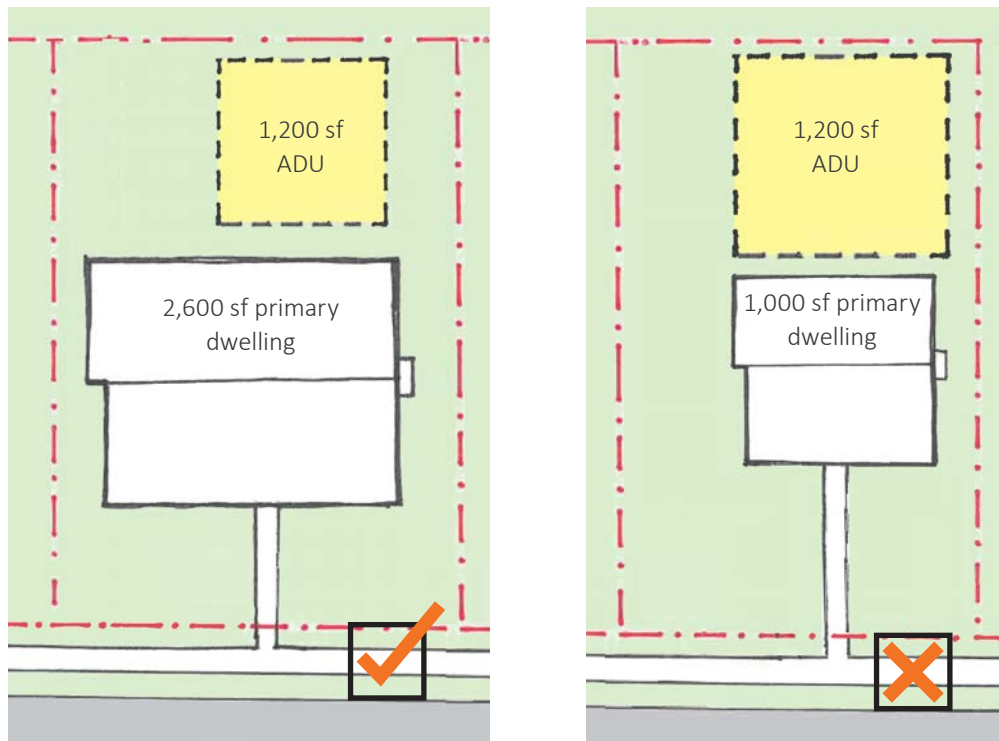 1,200 sf
ADU
2,600 sf primary
dwelling
1,200 sf
ADU
1,000 sf primary
dwelling